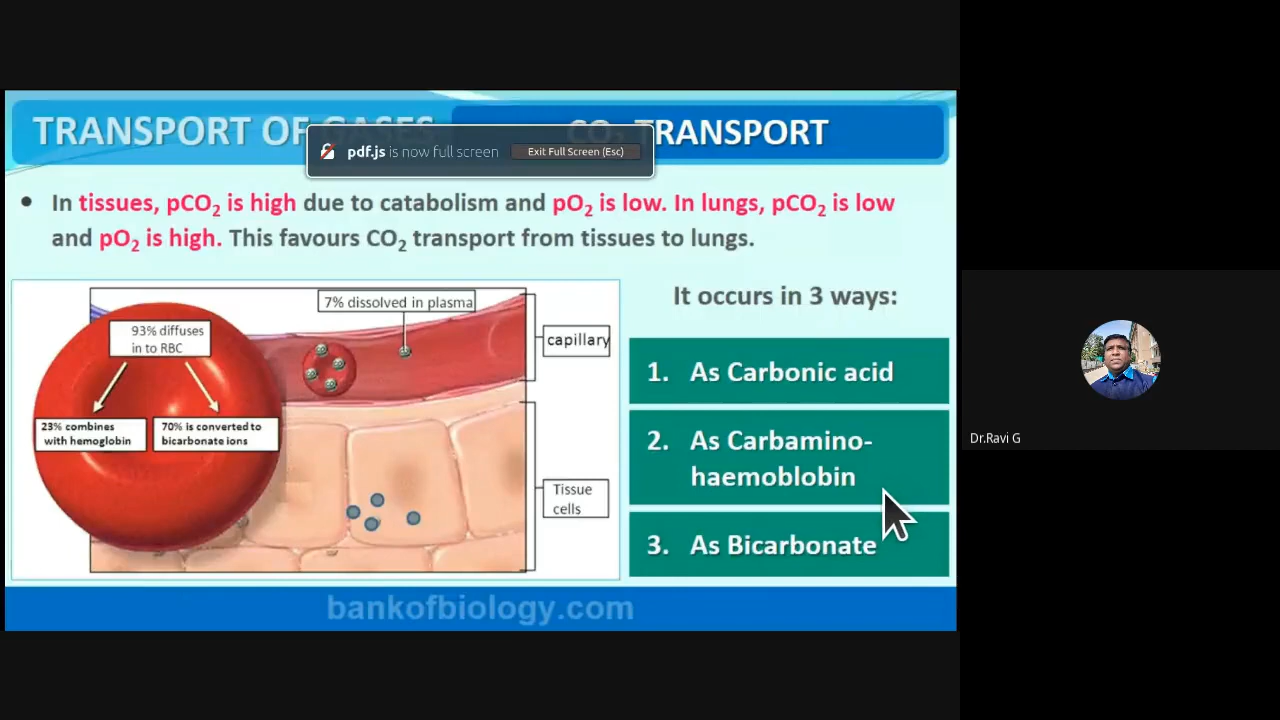 TRANSPORT OF GASES
CO₂ TRANSPORT
pdf.js is now full screen
Exit Full Screen (Esc)
• In tissues, pCO₂ is high due to catabolism and pO₂ is low. In lungs, pCO₂ is low
and pO₂ is high. This favours CO₂ transport from tissues to lungs.
7% dissolved in plasma
93% diffuses
in to RBC
capillary
23% combines
with hemoglobin
70% is converted to
bicarbonate ions
Tissue
cells
It occurs in 3 ways:
1. As Carbonic acid
2. As Carbamino-
haemoblobin
3. As Bicarbonate
bankofbiology.com
Dr.Ravi G